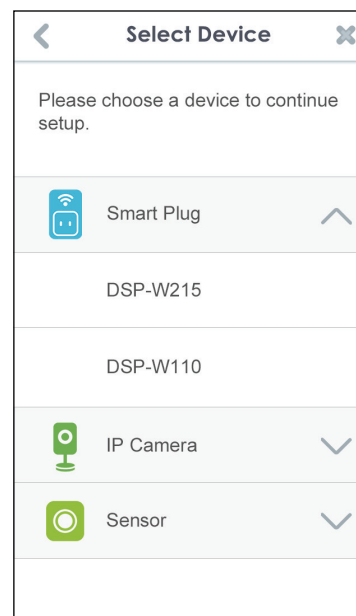 Select Device
Please choose a device to continue
setup.
Smart Plug
DSP-W215
DSP-W110
IP Camera
Sensor